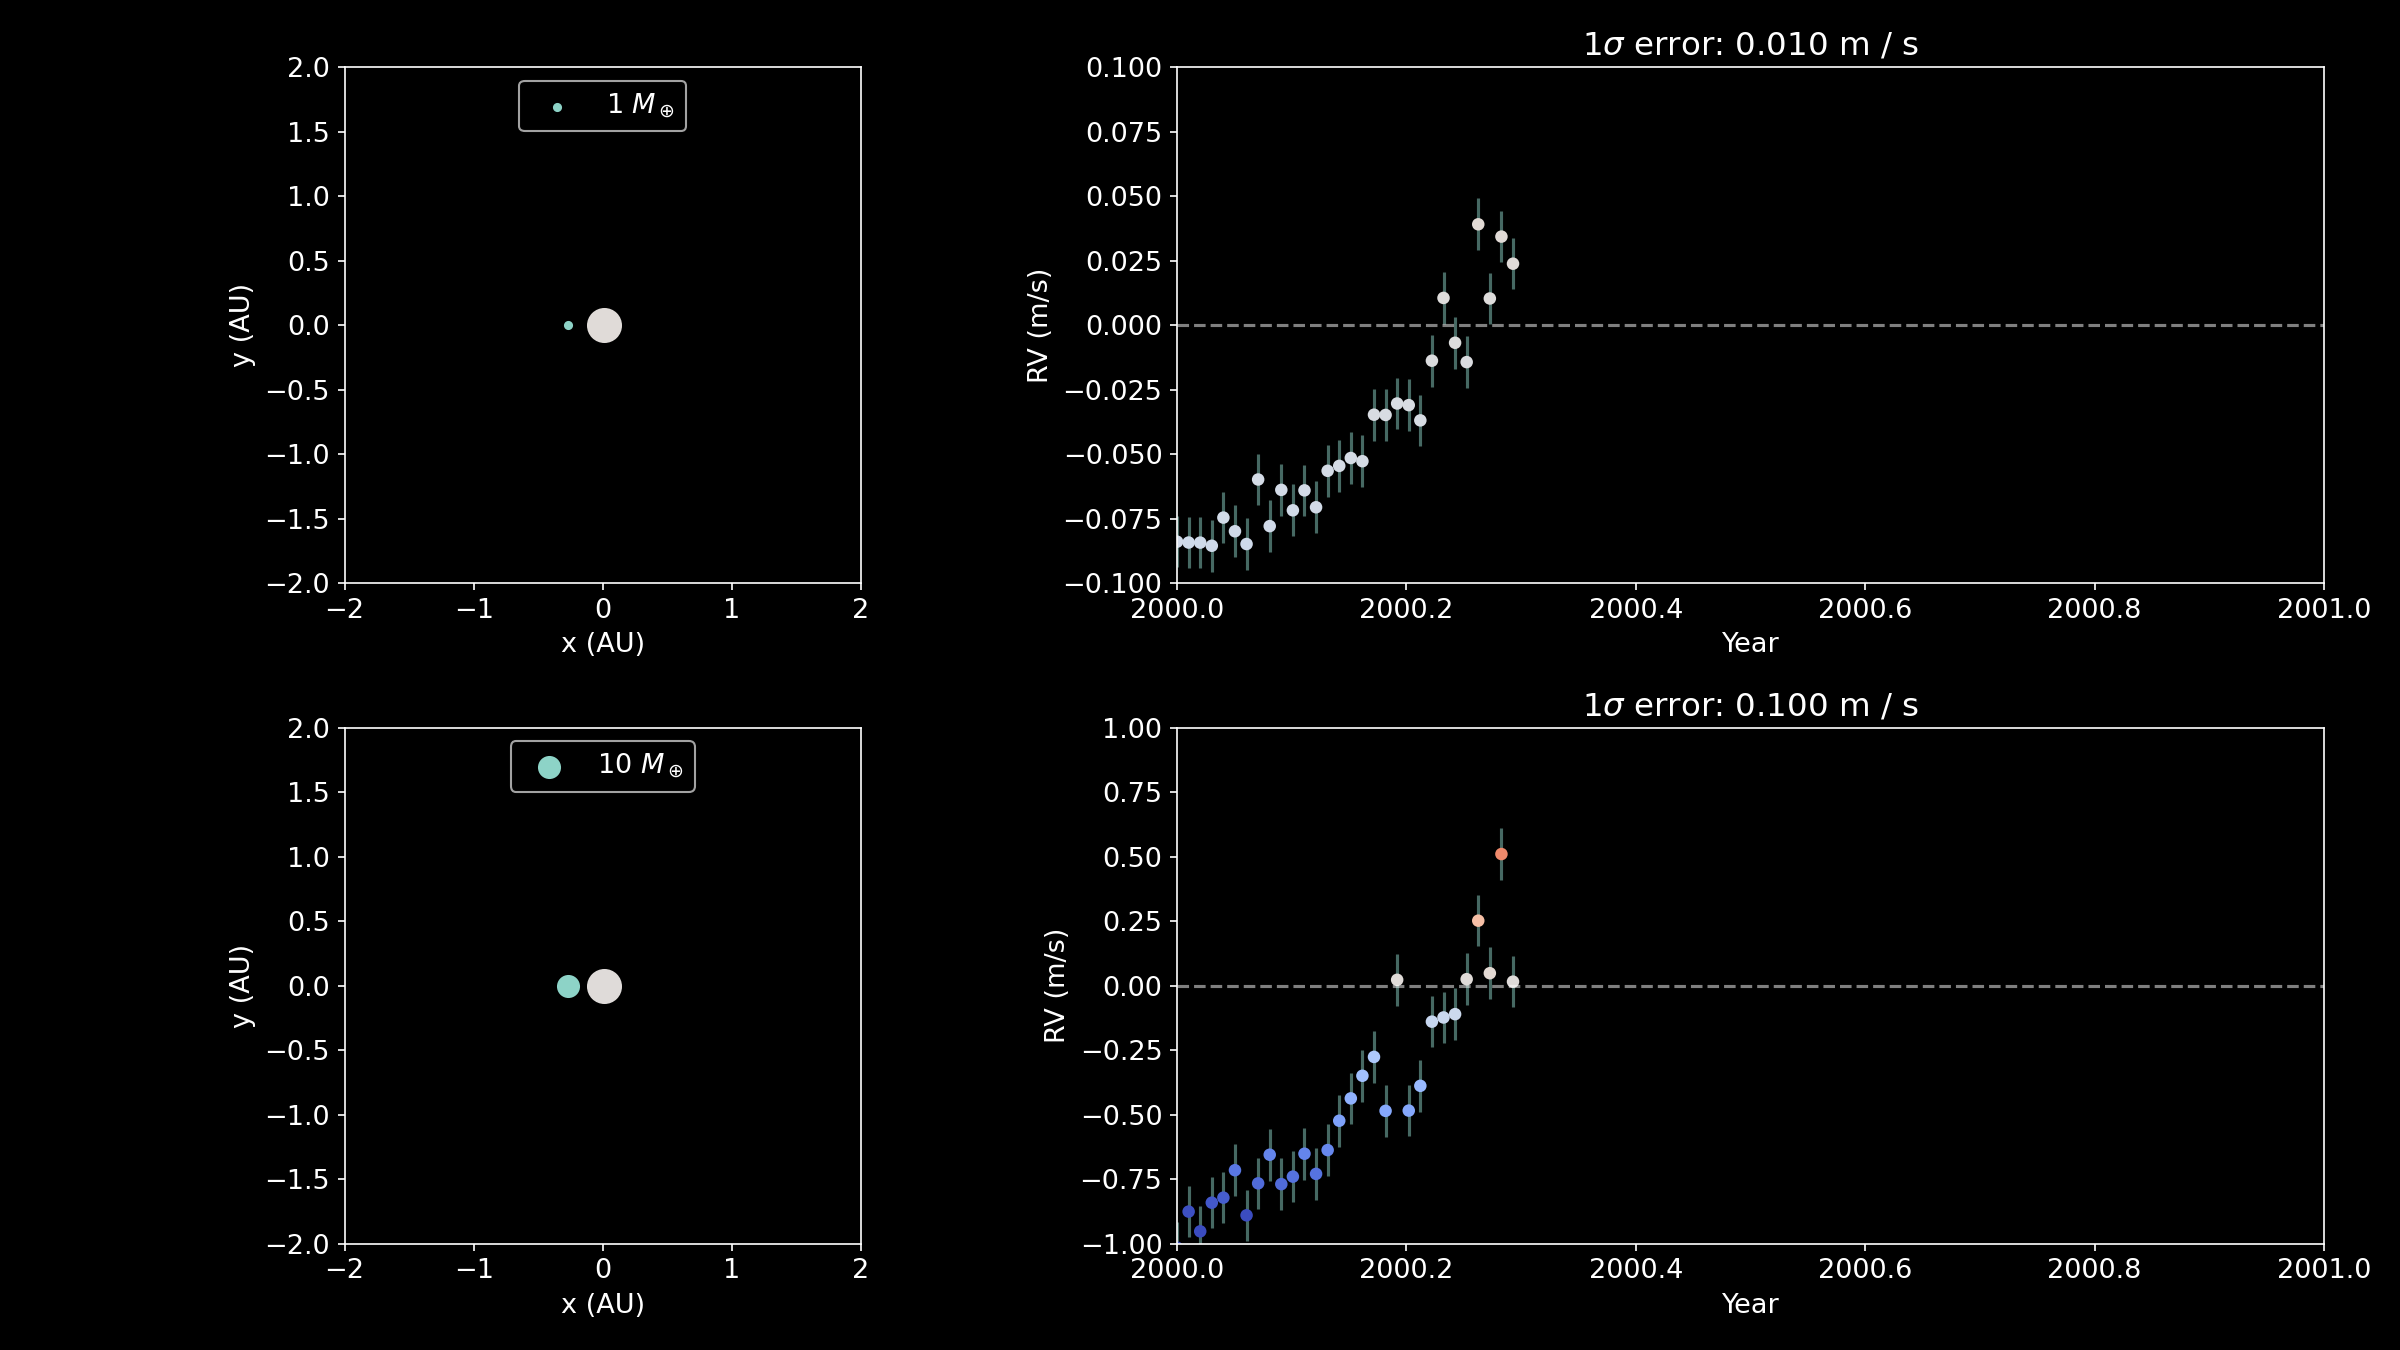 2.0
1.5
1.0
0.5
0.0
−0.5
−1.0
−1.5
−2.0
y (AU)
1 M⊕
−2 −1 0 1 2
x (AU)
1σ error: 0.010 m / s
0.100
0.075
0.050
0.025
0.000
−0.025
−0.050
−0.075
−0.100
RV (m/s)
2000.0 2000.2 2000.4 2000.6 2000.8 2001.0
Year
2.0
1.5
1.0
0.5
0.0
−0.5
−1.0
−1.5
−2.0
y (AU)
10 M⊕
−2 −1 0 1 2
x (AU)
1σ error: 0.100 m / s
1.00
0.75
0.50
0.25
0.00
−0.25
−0.50
−0.75
−1.00
RV (m/s)
2000.0 2000.2 2000.4 2000.6 2000.8 2001.0
Year